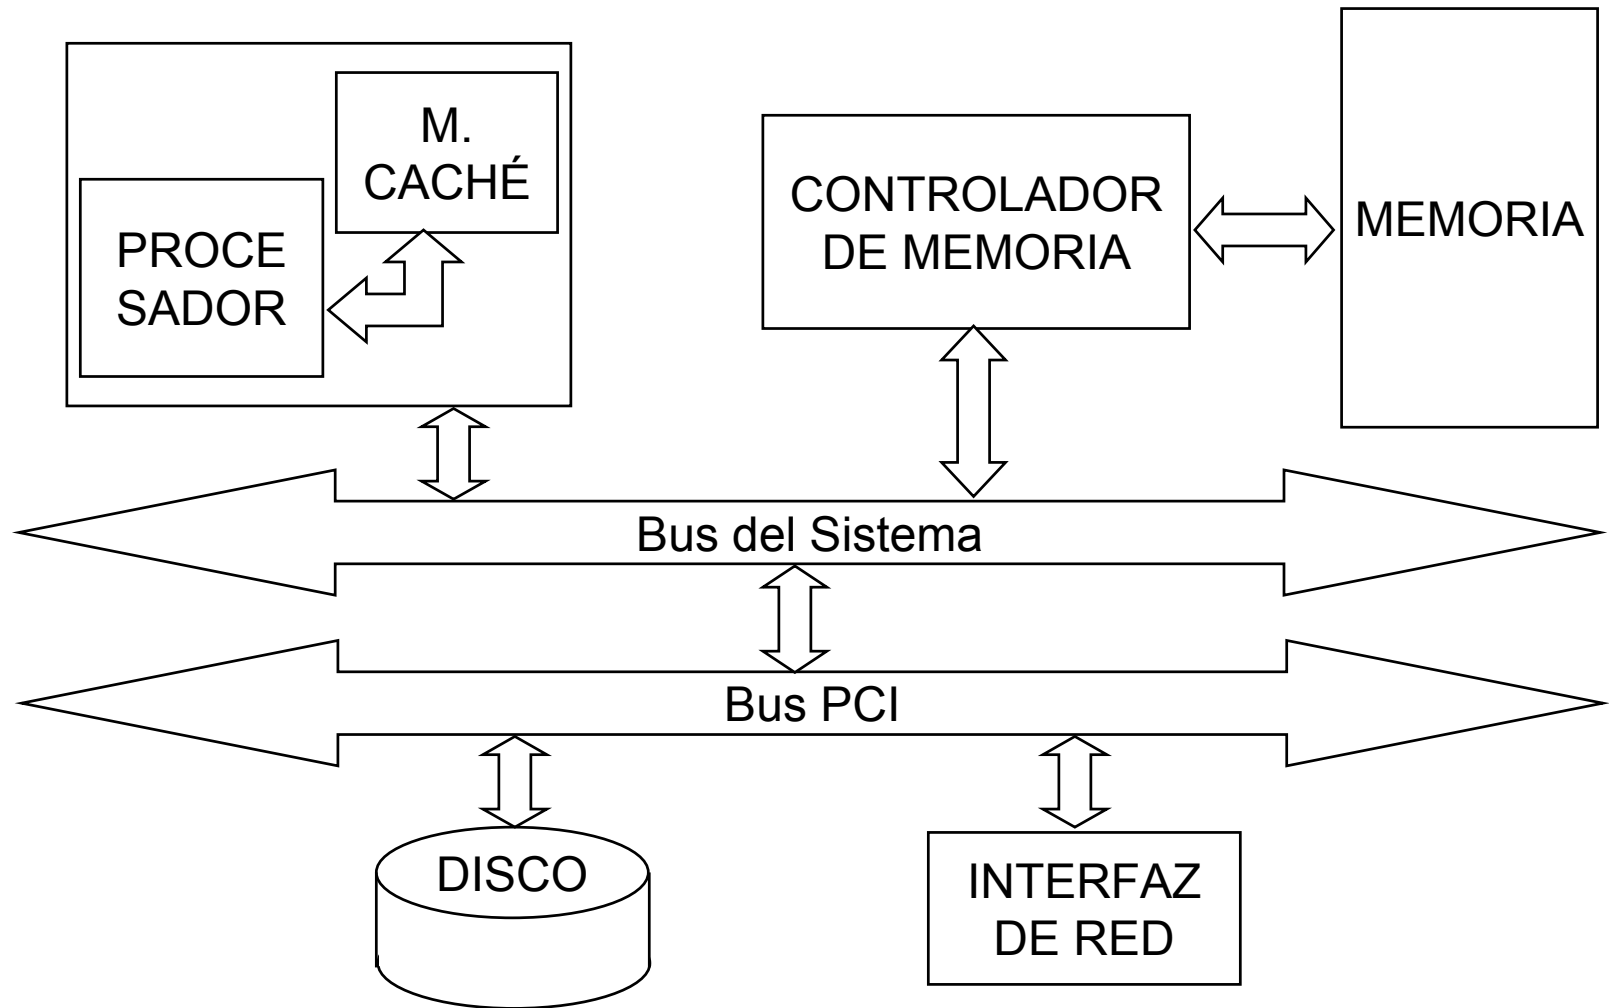 M.
CACHÉ
PROCE
SADOR
CONTROLADOR
DE MEMORIA
MEMORIA
Bus del Sistema
Bus PCI
DISCO
INTERFAZ
DE RED